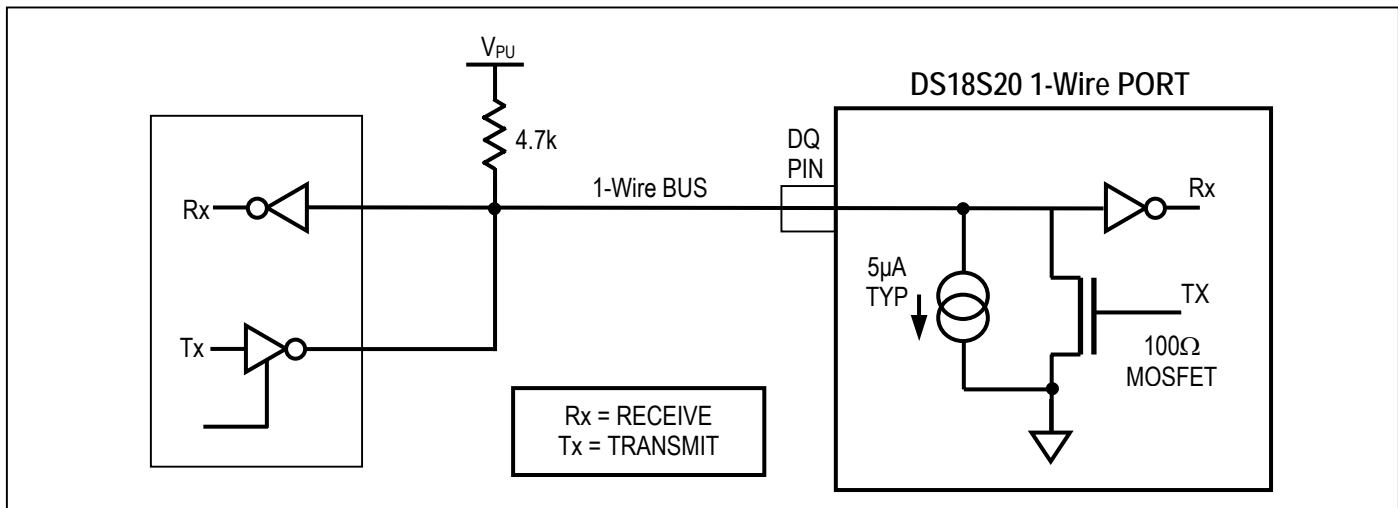 VPU
DS18S20 1-Wire PORT
4.7k
DQ
PIN
1-Wire BUS
Rx
Rx
5µA
TYP
TX
100Ω
MOSFET
Tx
Rx = RECEIVE
Tx = TRANSMIT